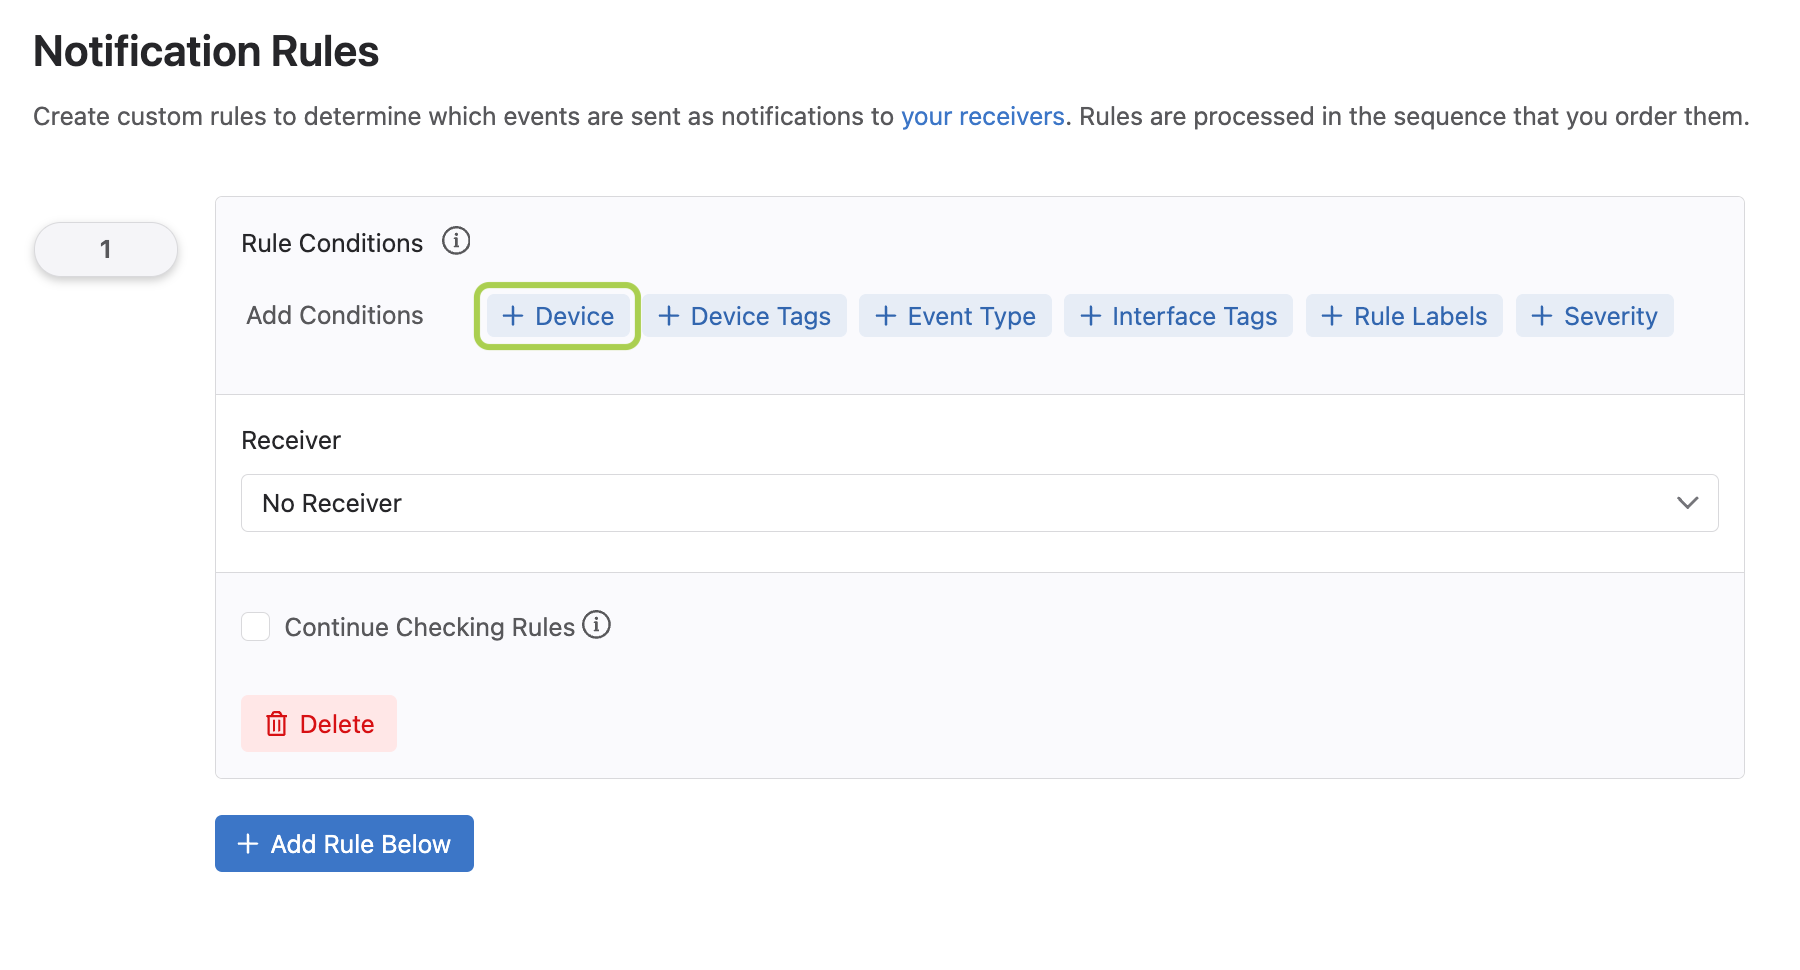 Notification Rules
Create custom rules to determine which events are sent as notifications to your receivers. Rules are processed in the sequence that you order them.
1
Rule Conditions
Add Conditions + Device + Device Tags + Event Type + Interface Tags + Rule Labels + Severity
Receiver
No Receiver
Continue Checking Rules
Delete
+ Add Rule Below